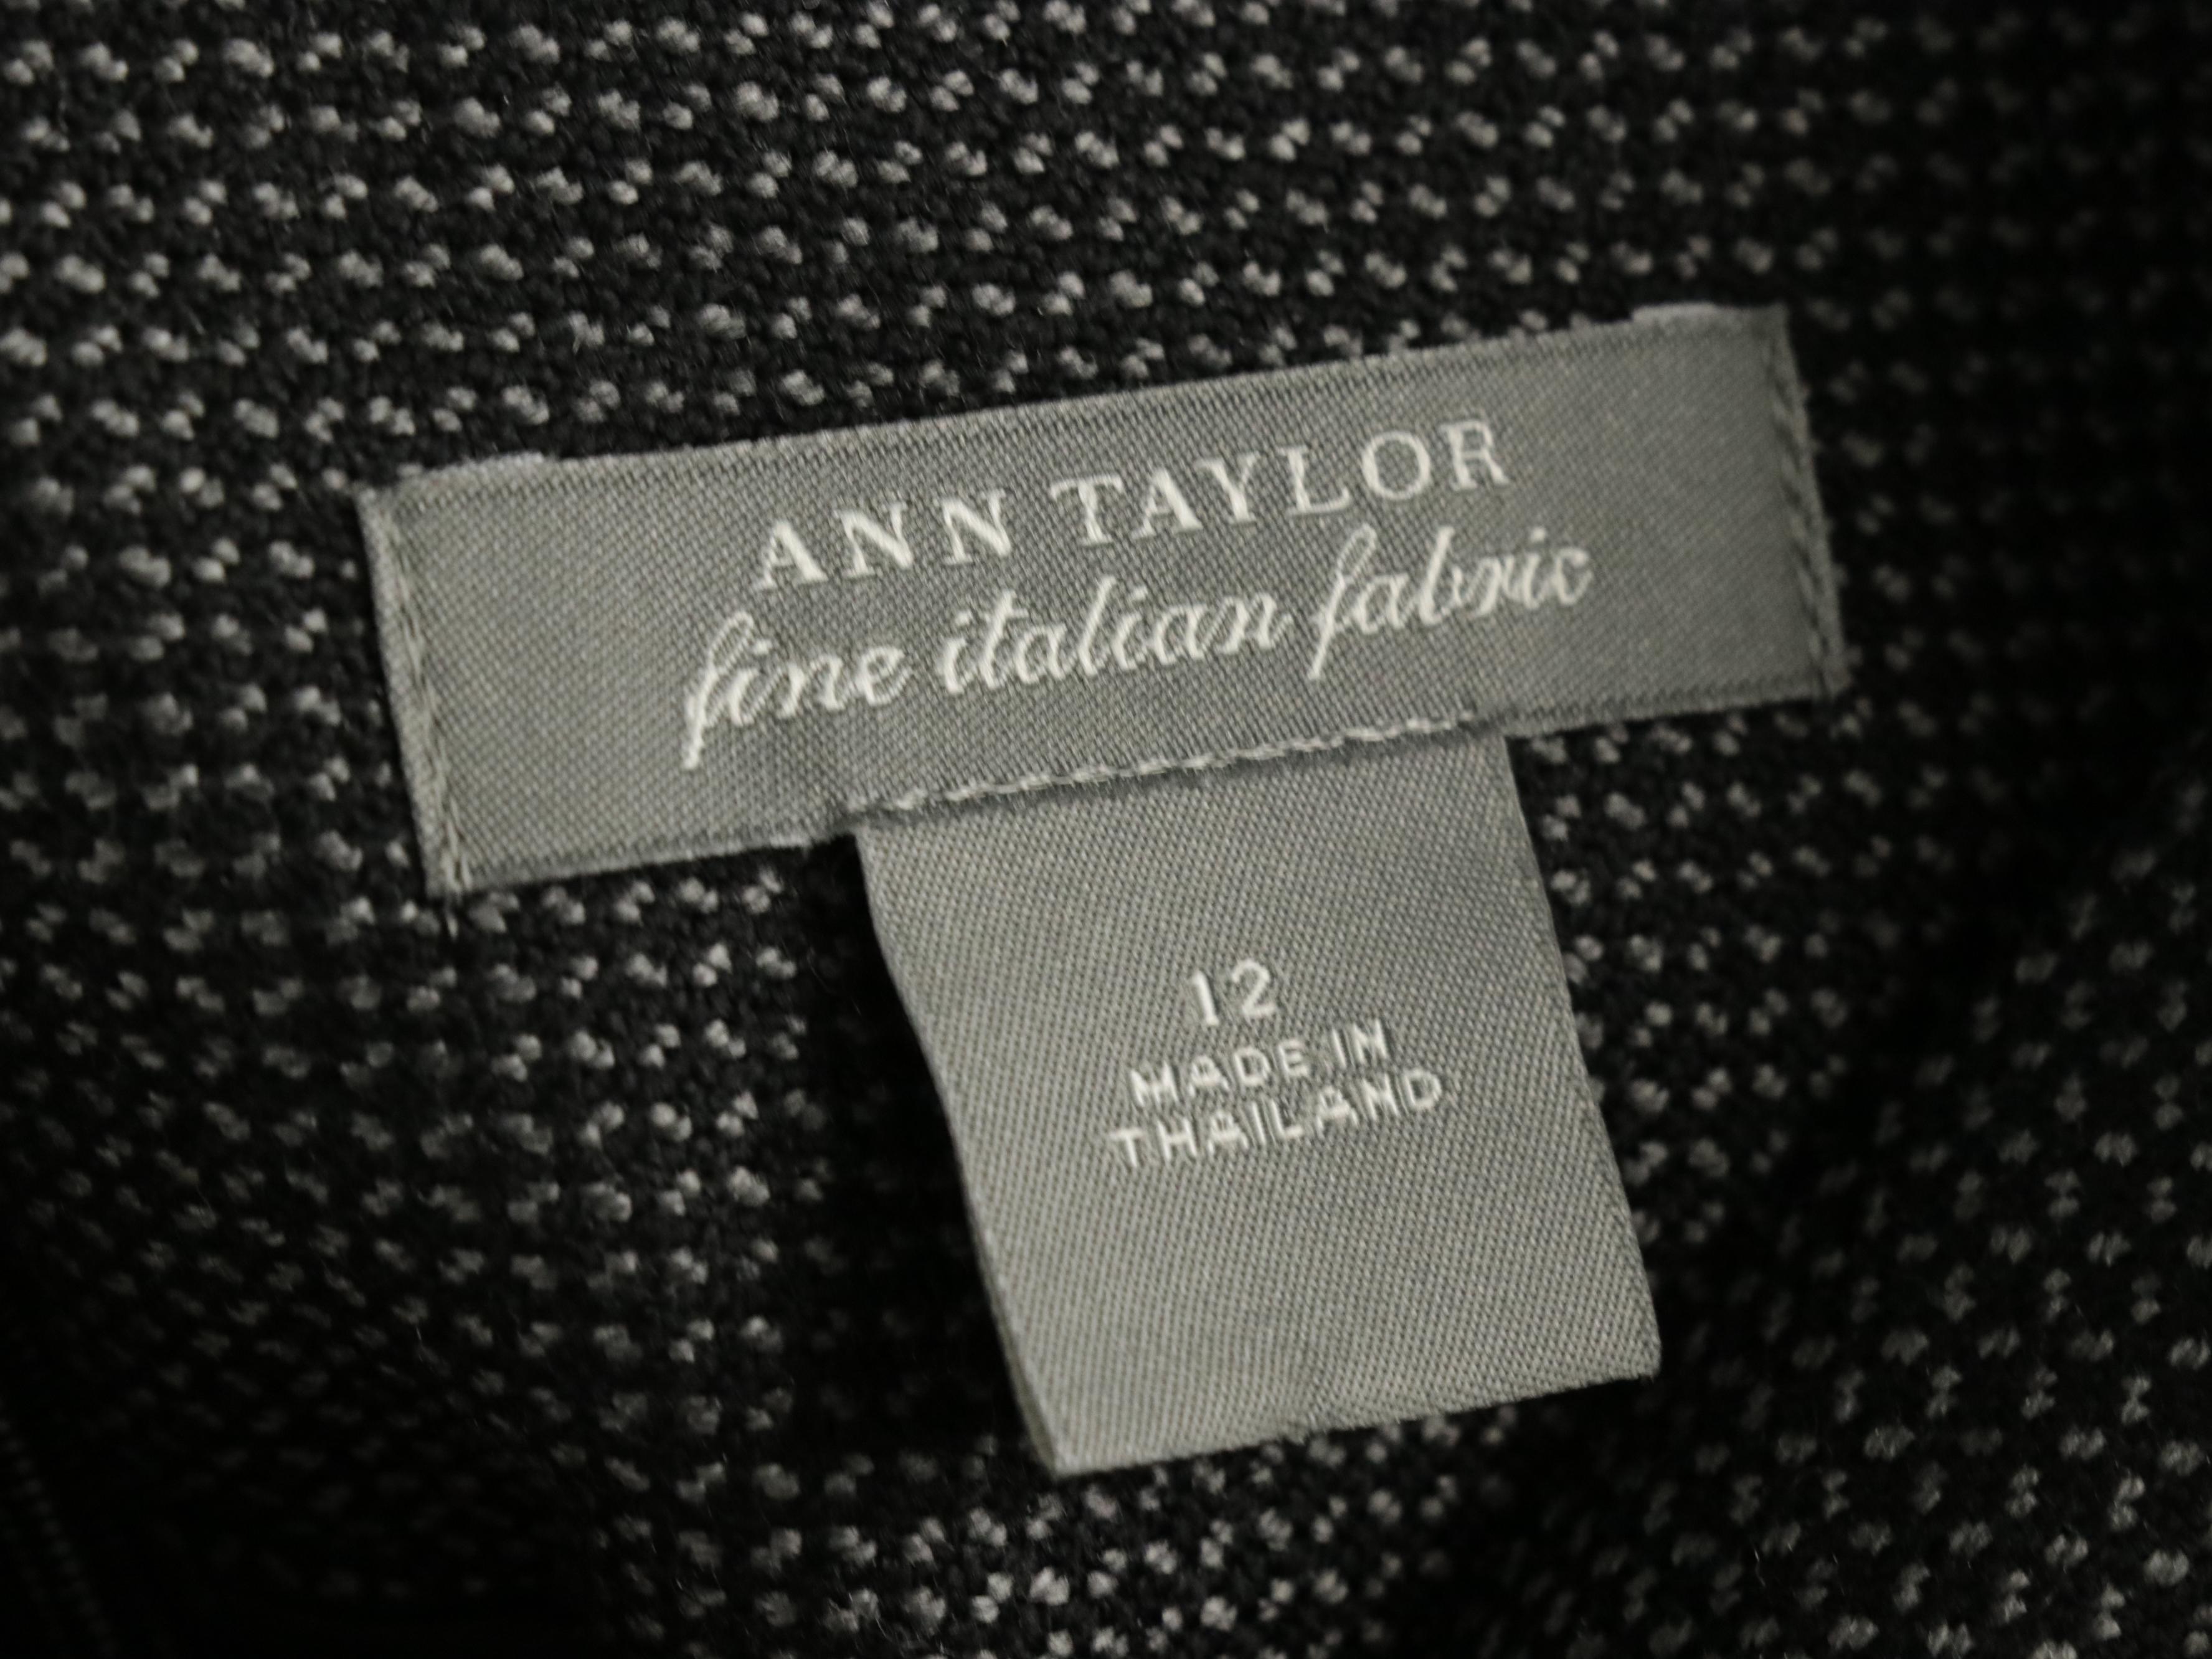 ANN TAYLOR
fine italian fabric
12
MADE IN
THAILAND